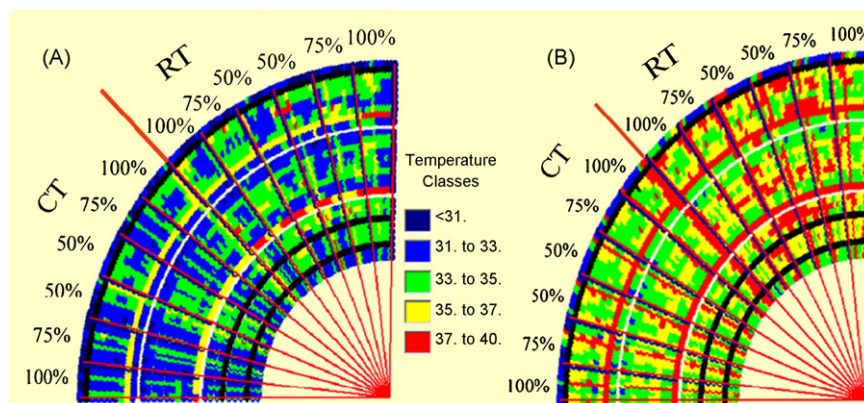 (A)
RT
CT
100%
75%
50%
50%
75%
100%
100%
75%
50%
50%
75%
100%
Temperature
Classes
<31.
31. to 33.
33. to 35.
35. to 37.
37. to 40.
(B)
RT
CT
100%
75%
50%
50%
75%
100%
100%
75%
50%
50%
75%
100%